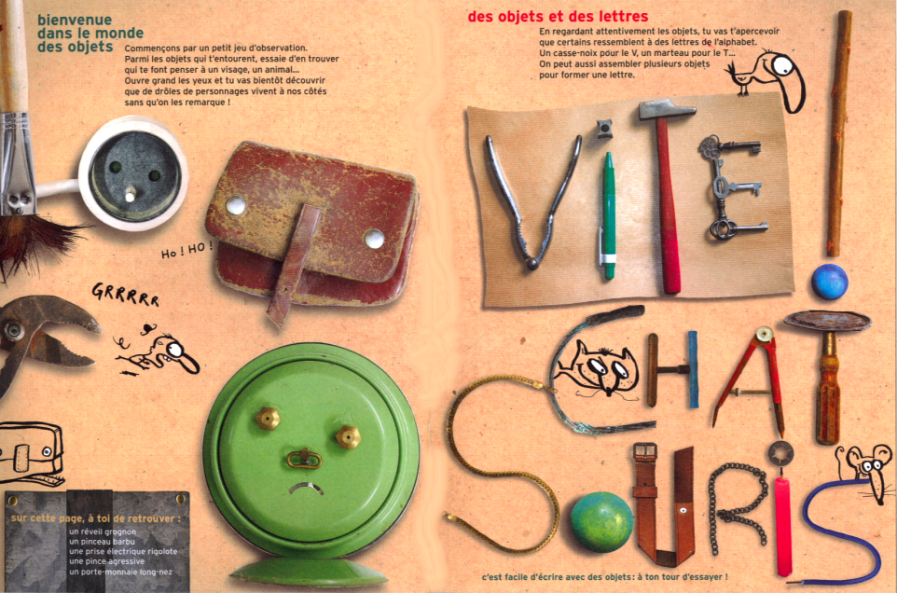 bienvenue
dans le monde
des objets
Commençons par un petit jeu d'observation.
Parmi les objets qui t'entourent, essaie d'en trouver
qui te font penser à un visage, un animal...
Ouvre grand les yeux et tu vas bientôt découvrir
que de drôles de personnages vivent à nos côtés
sans qu'on les remarque !
Ho ! HO !
GRRRRR
sur cette page, à toi de retrouver :
un réveil grognon
un pinceau barbu
une prise électrique rigolote
une pince agressive
un porte-monnaie long-nez
des objets et des lettres
En regardant attentivement les objets, tu vas t'apercevoir
que certains ressemblent à des lettres de l'alphabet.
Un casse-noix pour le V, un marteau pour le T...
On peut aussi assembler plusieurs objets
pour former une lettre.
ViTE !
CHAT
SOURIS
c'est facile d'écrire avec des objets : à ton tour d'essayer !